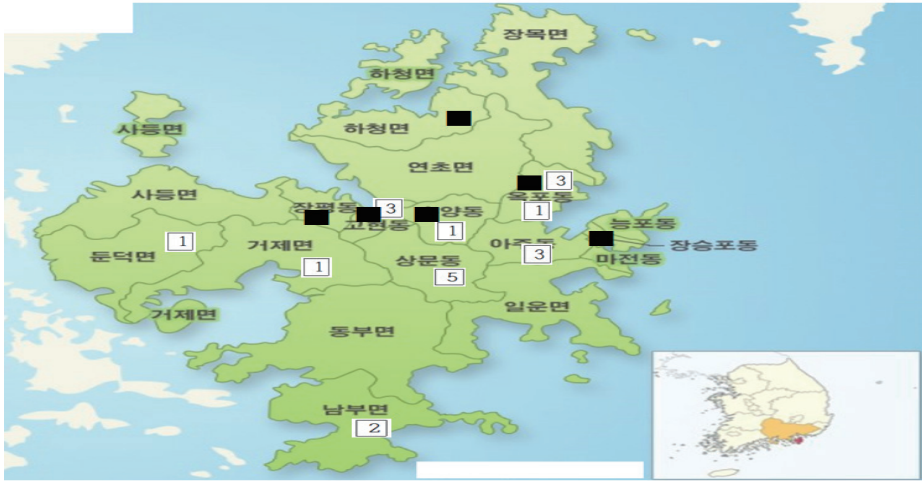 장목면
하청면
하청면
사등면
연초면
사등면
3
옥포동
장평동
3
고현동
양동
1
1
능포동
장승포동
둔덕면
1
거제면
1
상문동
5
아주동
3
마전동
거제면
동부면
일운면
남부면
2